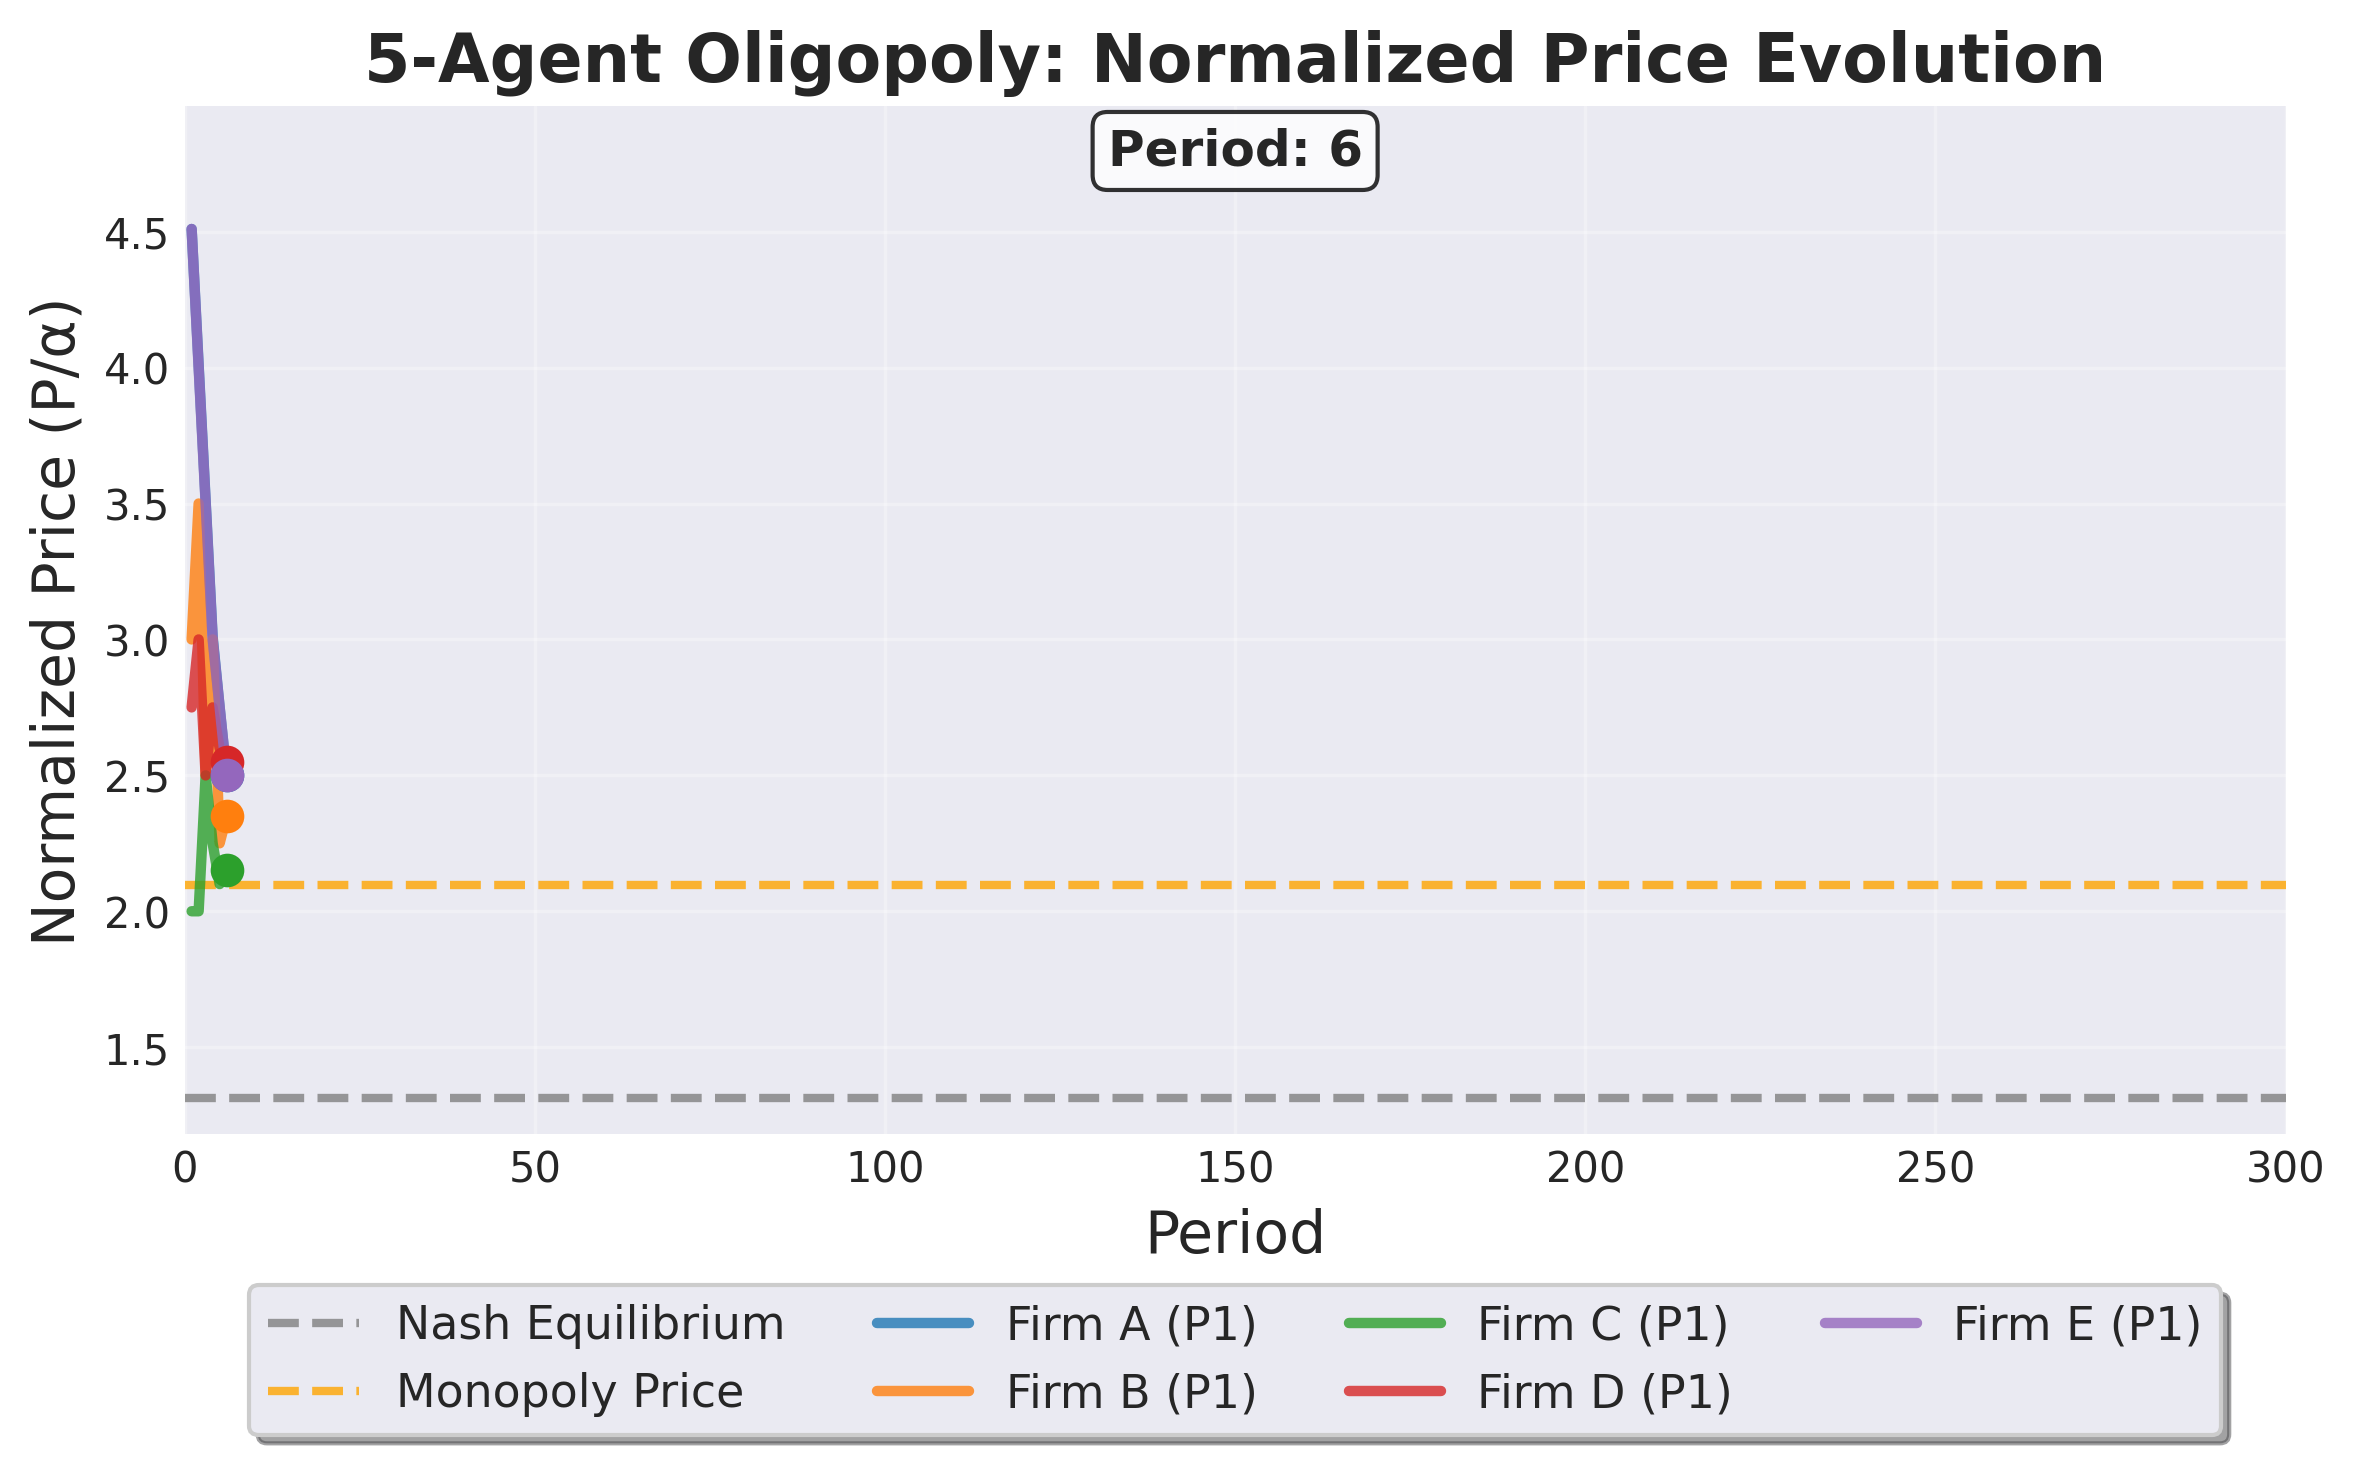 5-Agent Oligopoly: Normalized Price Evolution
Period: 6
Normalized Price (P/α)
4.5
4.0
3.5
3.0
2.5
2.0
1.5
0 50 100 150 200 250 300
Period
Nash Equilibrium Firm A (P1) Firm C (P1) Firm E (P1)
Monopoly Price Firm B (P1) Firm D (P1)